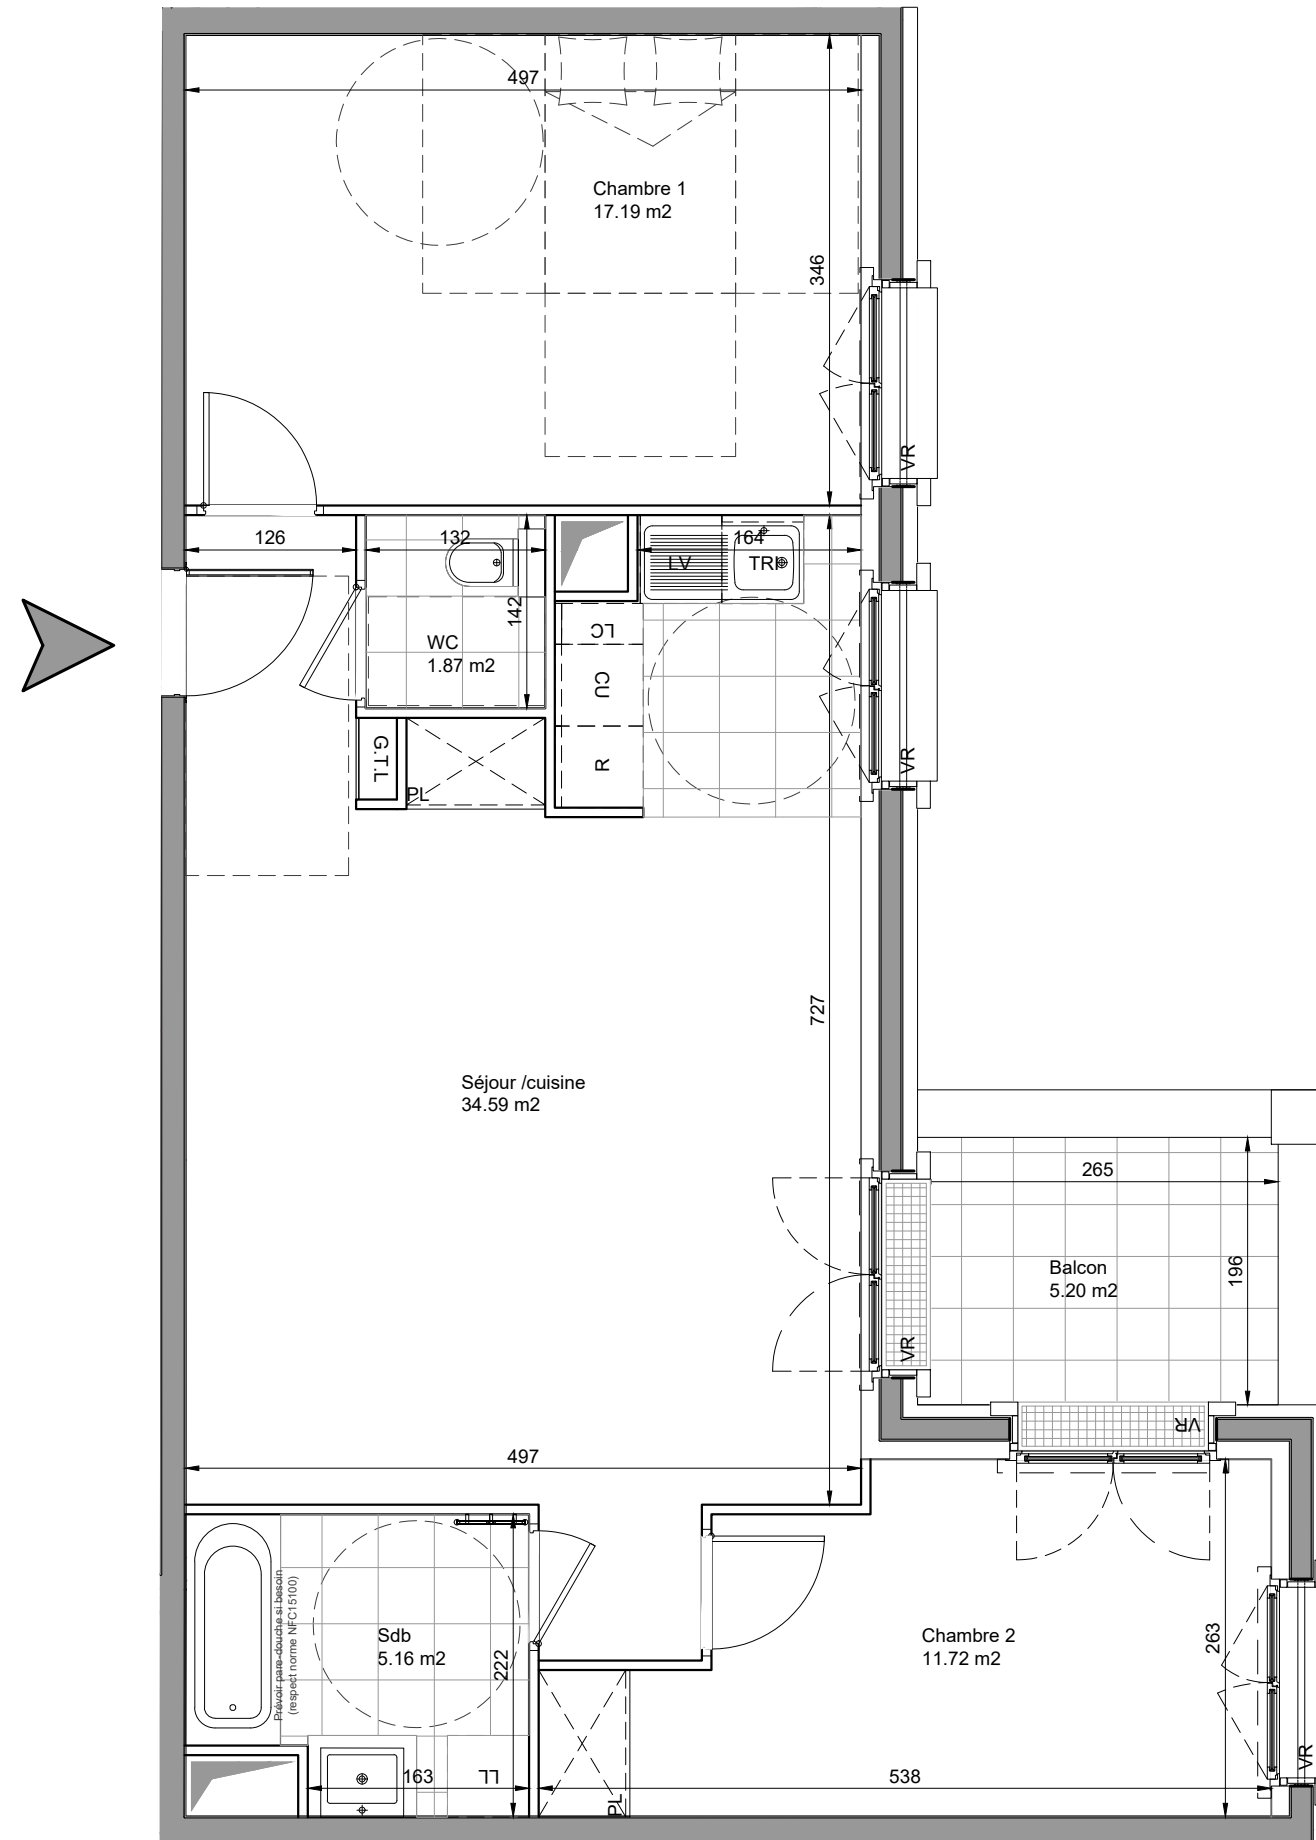 497
Chambre 1
17.19 m2
346
VR
126
132
164
LV
TRI
142
LC
WC
1.87 m2
CU
G.T.L
R
VR
PL
727
Séjour /cuisine
34.59 m2
265
Balcon
5.20 m2
196
VR
VR
497
Prévoir pare-douche si besoin
(respect norme NFC15100)
Sdb
5.16 m2
222
Chambre 2
11.72 m2
263
VR
163
LL
538
PL